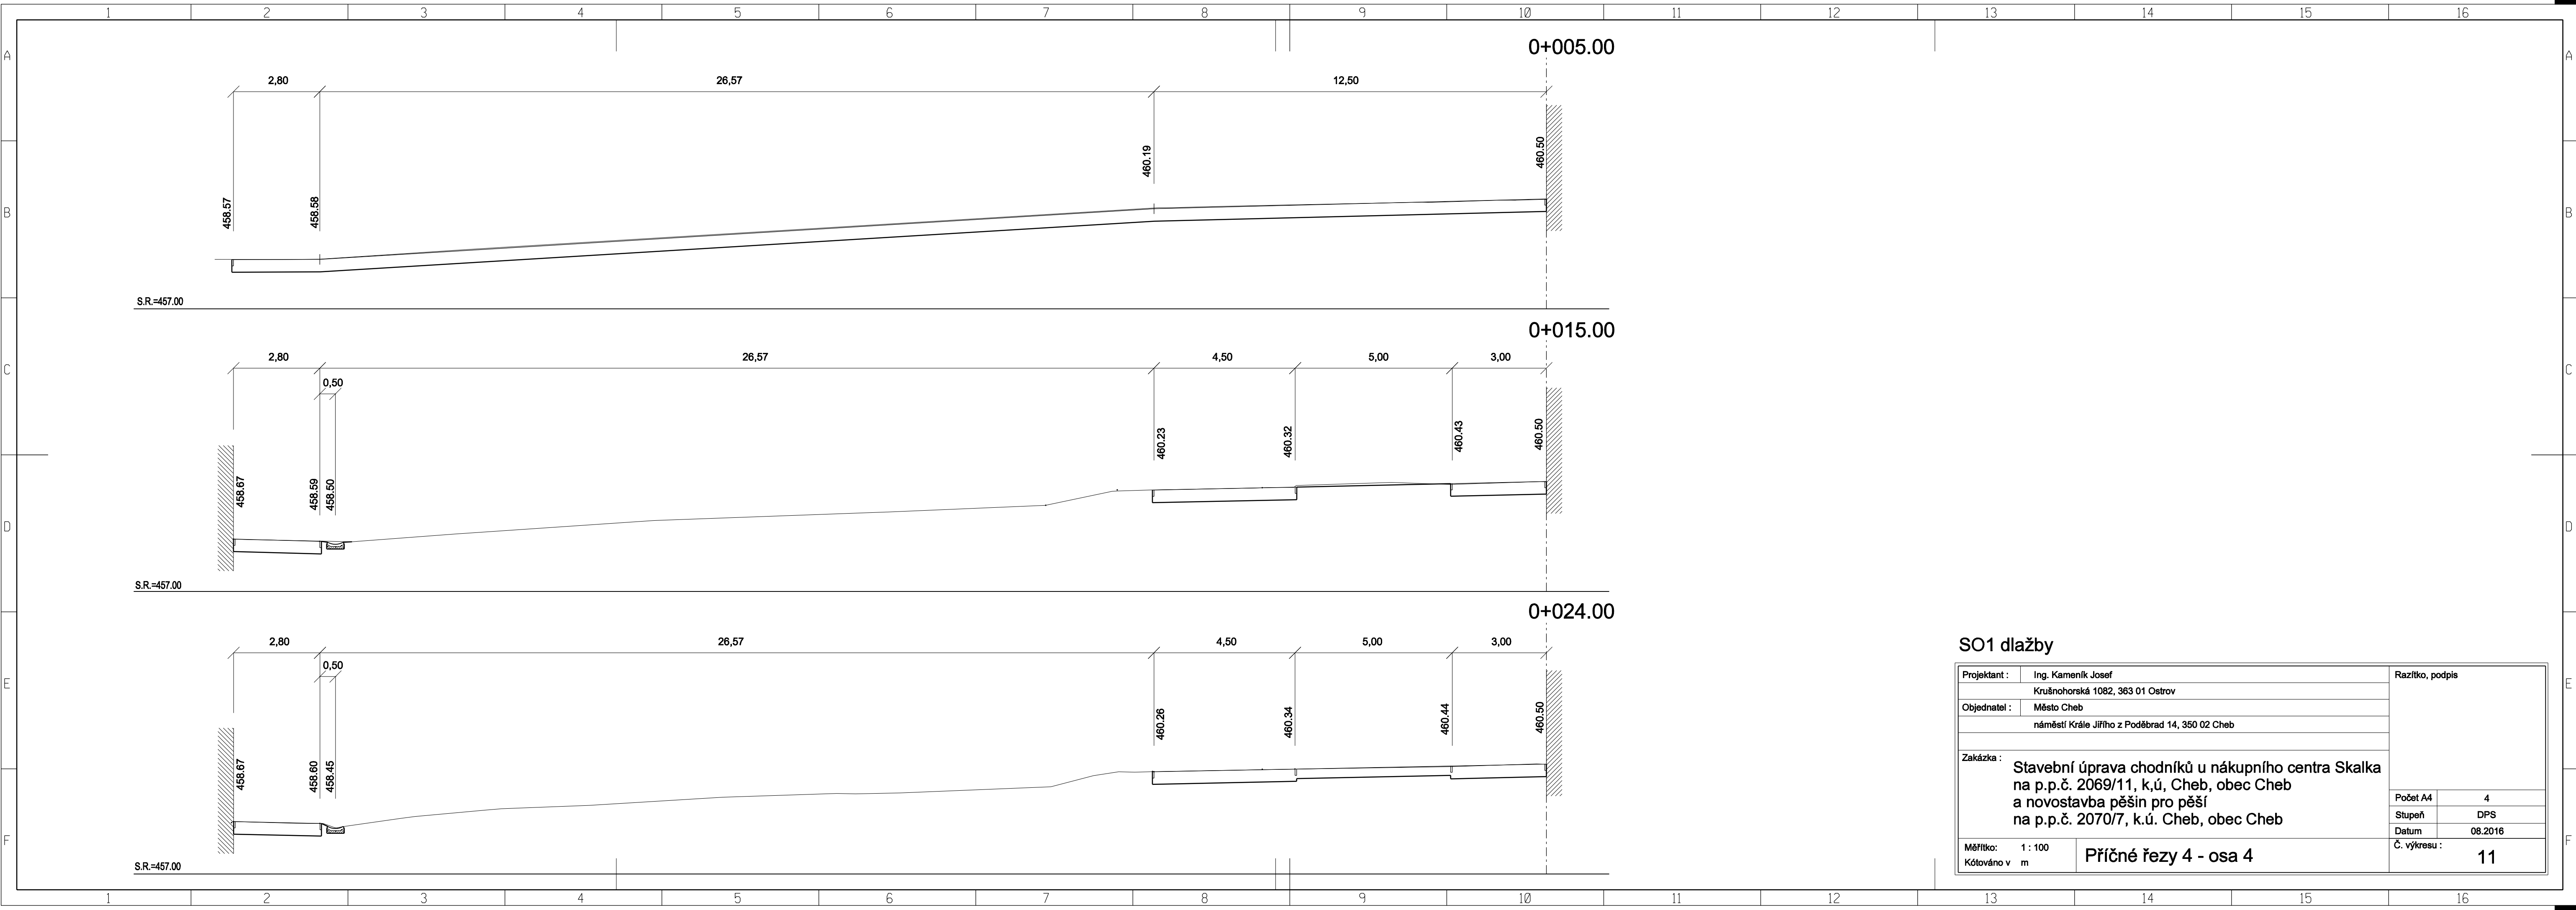 1 2 3 4 5 6 7 8 9 10 11 12 13 14 15 16
A A
B B
C C
D D
E E
F F
0+005.00
2,80 26,57 12,50
458.57 458.58 460.19 460.50
S.R.=457.00
0+015.00
2,80 26,57 4,50 5,00 3,00
0,50
458.67 458.59 458.50 460.23 460.32 460.43 460.50
S.R.=457.00
0+024.00
2,80 26,57 4,50 5,00 3,00
0,50
458.67 458.60 458.45 460.26 460.34 460.44 460.50
S.R.=457.00
SO1 dlažby
Projektant : Ing. Kameník Josef
Krušnohorská 1082, 363 01 Ostrov
Objednatel : Město Cheb
náměstí Krále Jiřího z Poděbrad 14, 350 02 Cheb
Razítko, podpis
Zakázka :
Stavební úprava chodníků u nákupního centra Skalka
na p.p.č. 2069/11, k,ú, Cheb, obec Cheb
a novostavba pěšin pro pěší
na p.p.č. 2070/7, k.ú. Cheb, obec Cheb
Počet A4 4
Stupeň DPS
Datum 08.2016
Měřítko: 1 : 100
Kótováno v m
Příčné řezy 4 - osa 4
Č. výkresu :
11
1 2 3 4 5 6 7 8 9 10 11 12 13 14 15 16